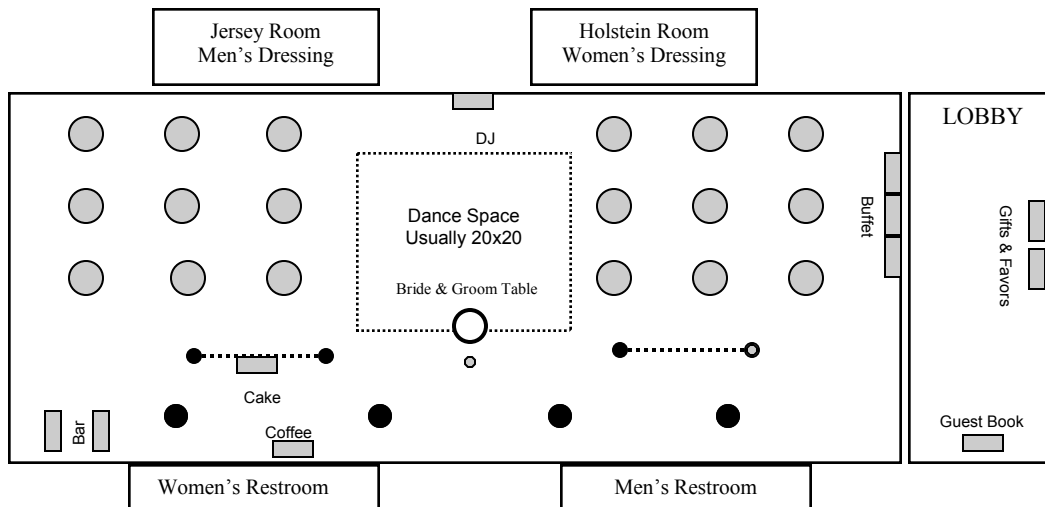 Jersey Room
Men’s Dressing
Holstein Room
Women’s Dressing
LOBBY
DJ
Dance Space
Usually 20x20
Bride & Groom Table
Buffet
Gifts & Favors
Cake
Bar
Coffee
Guest Book
Women’s Restroom
Men’s Restroom